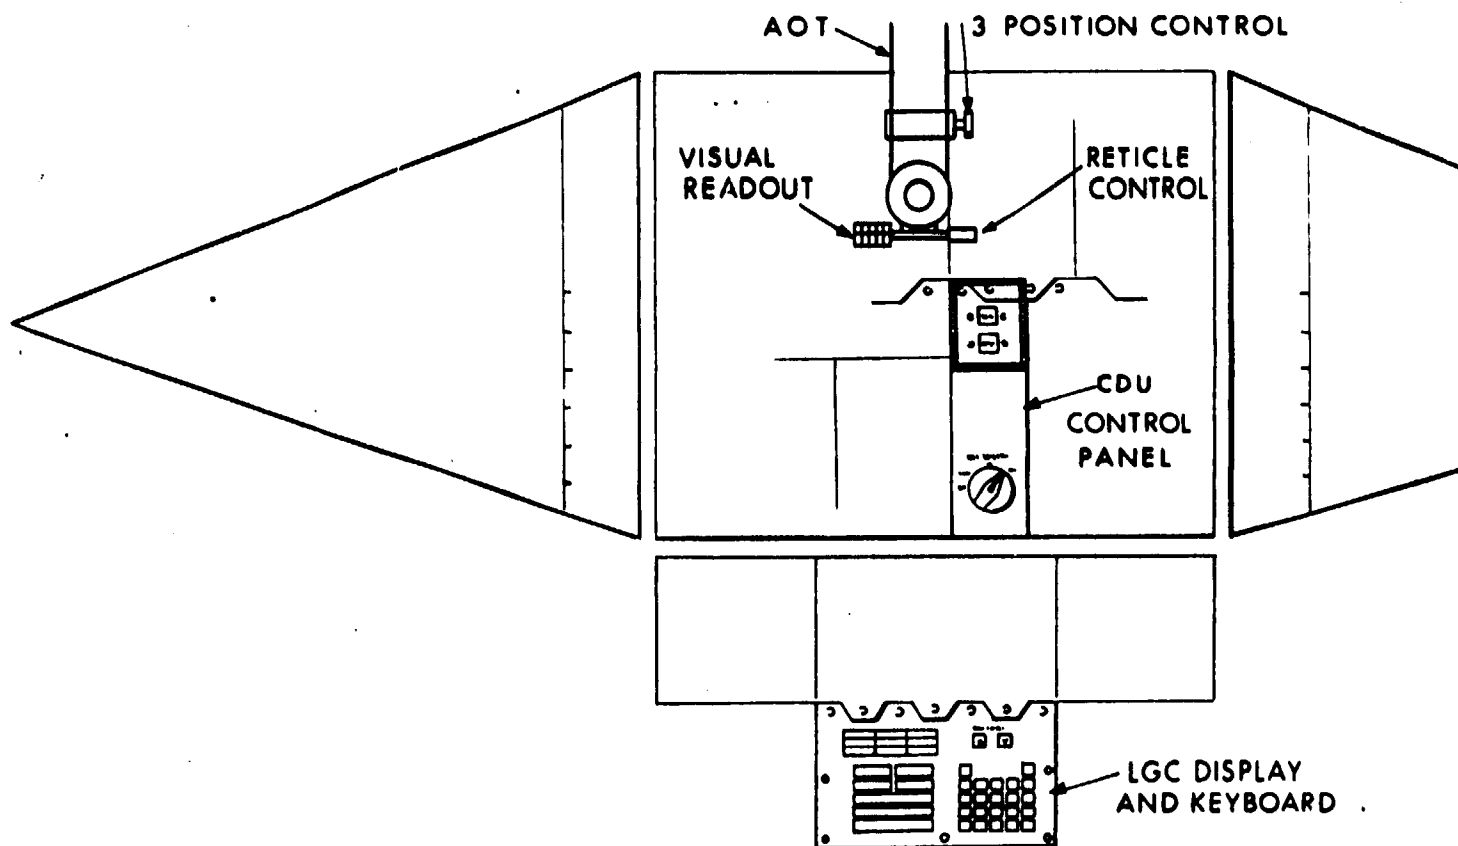 AOT
3 POSITION CONTROL
VISUAL
READOUT
RETICLE
CONTROL
CDU
CONTROL
PANEL
LGC DISPLAY
AND KEYBOARD